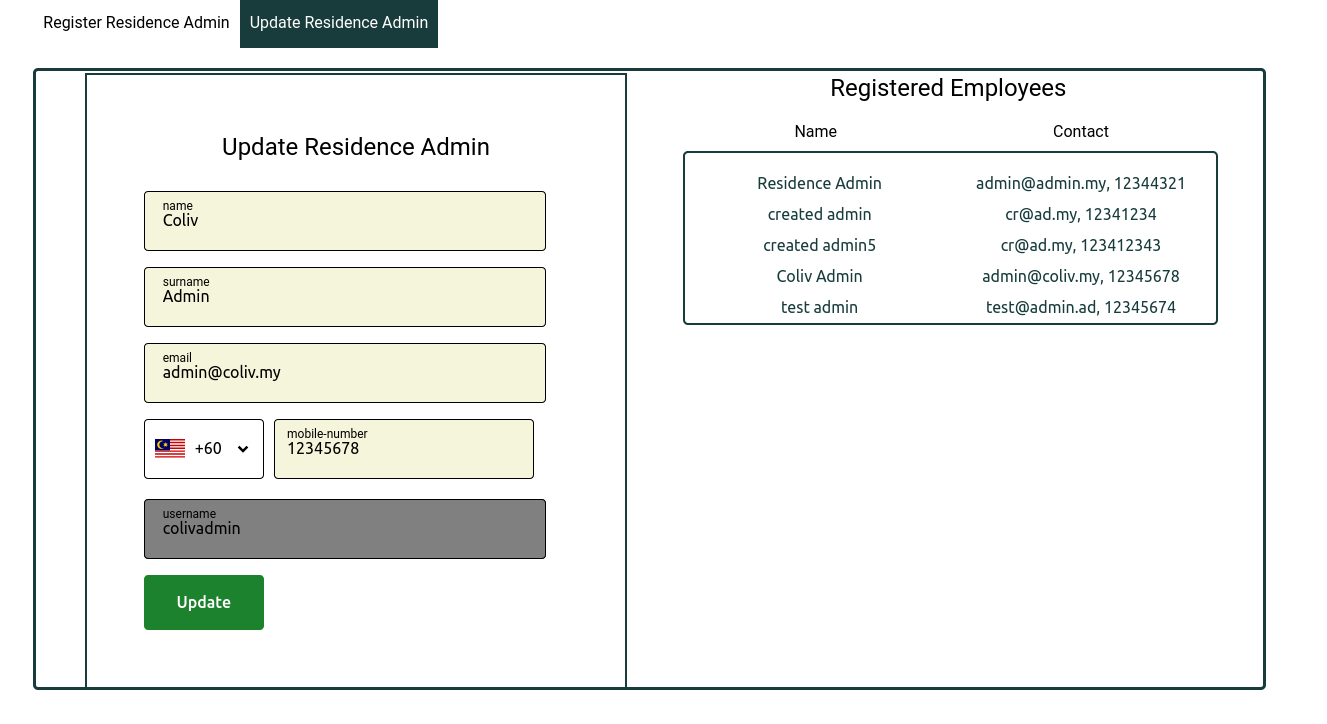 Register Residence Admin Update Residence Admin
Update Residence Admin
name
Coliv
surname
Admin
email
admin@coliv.my
+60
mobile-number
12345678
username
colivadmin
Update
Registered Employees
Name Contact
Residence Admin admin@admin.my, 12344321
created admin cr@ad.my, 12341234
created admin5 cr@ad.my, 123412343
Coliv Admin admin@coliv.my, 12345678
test admin test@admin.ad, 12345674